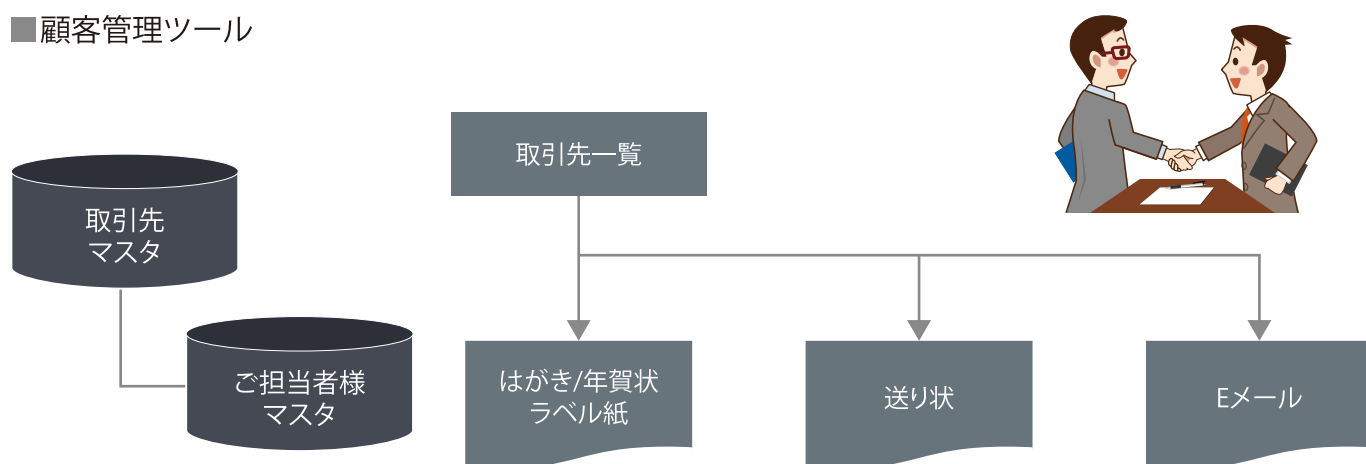 ■顧客管理ツール
取引先一覧
取引先
マスタ
ご担当者様
マスタ
はがき/年賀状
ラベル紙
送り状
Eメール